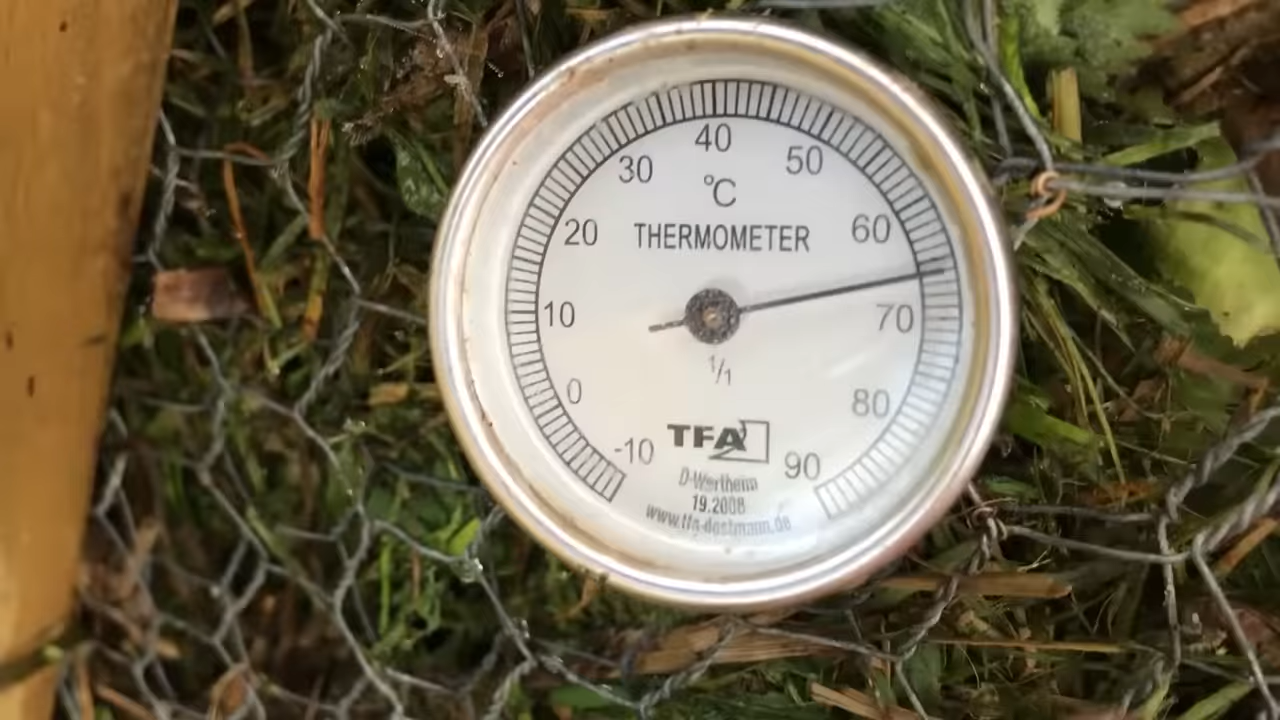 40
30 50
°C
20 THERMOMETER 60
10 70
1/1
0 80
TFA
-10 90
D-Wertheim
19.2008
www.tfa-dostmann.de